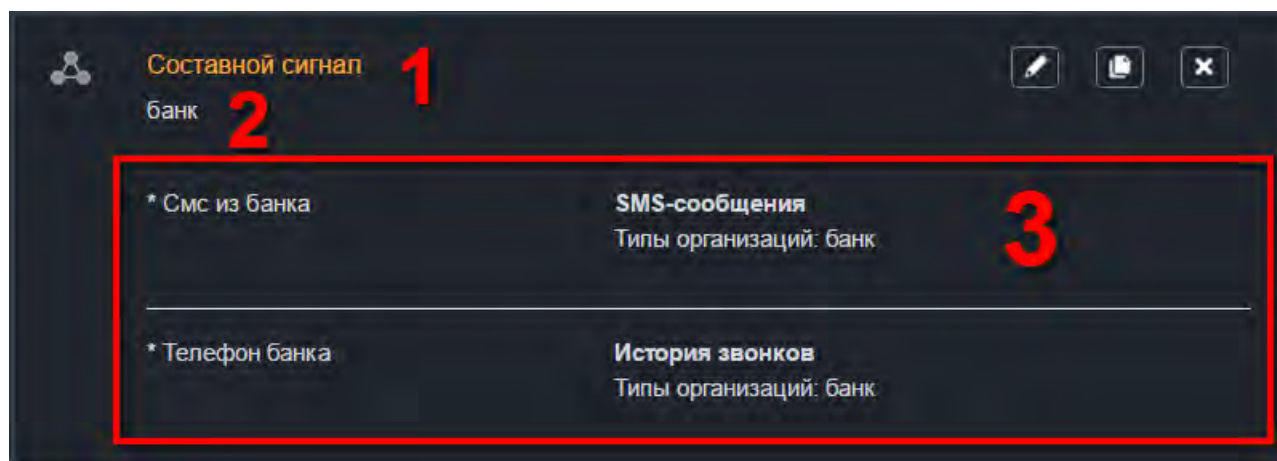 Составной сигнал 1
банк 2
* Смс из банка SMS-сообщения 3
Типы организаций: банк
* Телефон банка История звонков
Типы организаций: банк